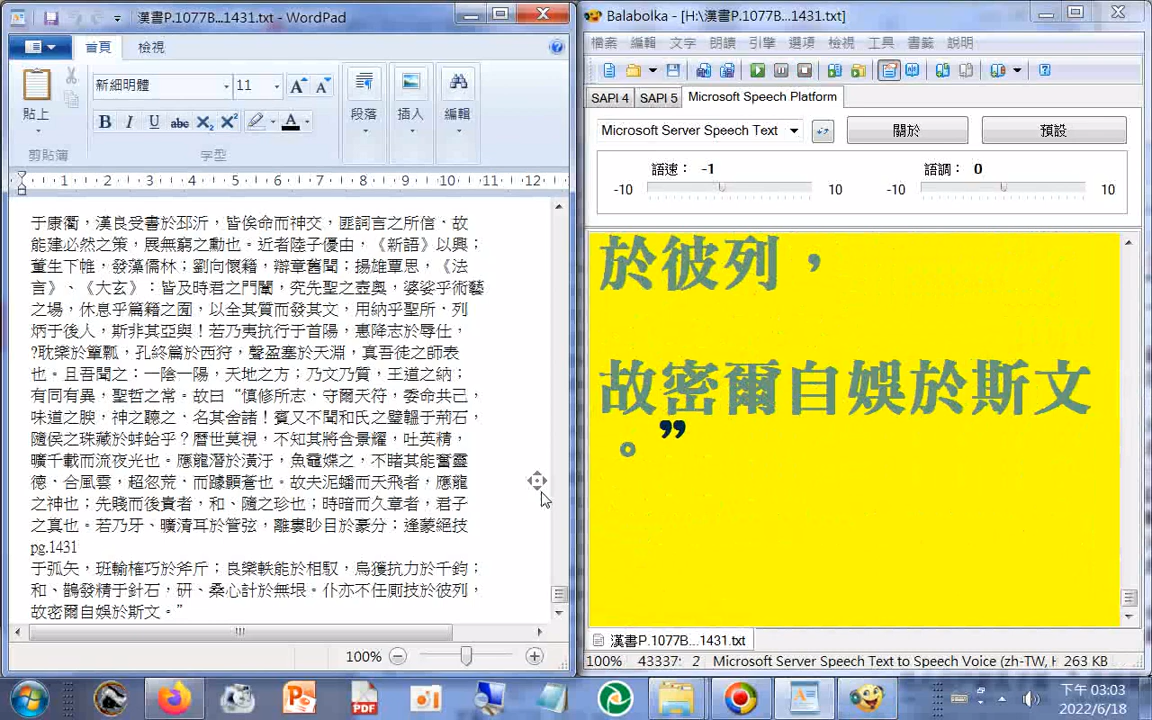 漢書P.1077B...1431.txt - WordPad
首頁
檢視
貼上
新細明體
11
B I U abc X₂ X²
A
段落
插入
編輯
剪貼簿
字型
1 2 3 4 5 6 7 8 9 10 11 12
于康衢，漢良受書於邳沂，皆俟命而神交，匪詞言之所信，故
能建必然之策，展無窮之勳也。近者陸子優由，《新語》以興；
董生下帷，發藻儒林；劉向懷籍，辯章舊聞；揚雄覃思，《法
言》、《大玄》：皆及時君之門闈，究先聖之壼奧，婆娑乎術藝
之場，休息乎篇籍之囿，以全其質而發其文，用納乎聖所，列
炳于後人，斯非其亞與！若乃夷抗行于首陽，惠降志於辱仕，
?耽樂於簞瓢，孔終篇於西狩，聲盈塞於天淵，真吾徒之師表
也。且吾聞之：一陰一陽，天地之方；乃文乃質，王道之綱；
有同有異，聖哲之常。故曰“慎修所志，守爾天符，委命共己，
味道之腴，神之聽之，名其舍諸！賓又不聞和氏之璧韞于荊石，
隨侯之珠藏於蚌蛤乎？曆世莫視，不知其將含景耀，吐英精，
曠千載而流夜光也。應龍潛於潢汙，魚黿媟之，不睹其能奮靈
德，合風雲，超忽荒，而躆顥蒼也。故夫泥蟠而天飛者，應龍
之神也；先賤而後貴者，和、隨之珍也；時暗而久章者，君子
之真也。若乃牙、曠清耳於管弦，離婁眇目於豪分；逢蒙絕技
pg.1431
于弧矢，班輸榷巧於斧斤；良樂軼能於相馭，烏獲抗力於千鈞；
和、鵲發精于針石，研、桑心計於無垠。仆亦不任廁技於彼列，
故密爾自娛於斯文。”
100%
Balabolka - [H:\漢書P.1077B...1431.txt]
檔案 編輯 文字 朗讀 引擎 選項 檢視 工具 書籤 說明
SAPI 4 SAPI 5 Microsoft Speech Platform
Microsoft Server Speech Text
關於
預設
語速： -1
語調： 0
-10 10 -10 10
於彼列，
故密爾自娛於斯文
。”
漢書P.1077B...1431.txt
100% 43337: 2 Microsoft Server Speech Text to Speech Voice (zh-TW, H 263 KB
PDF
下午 03:03
2022/6/18